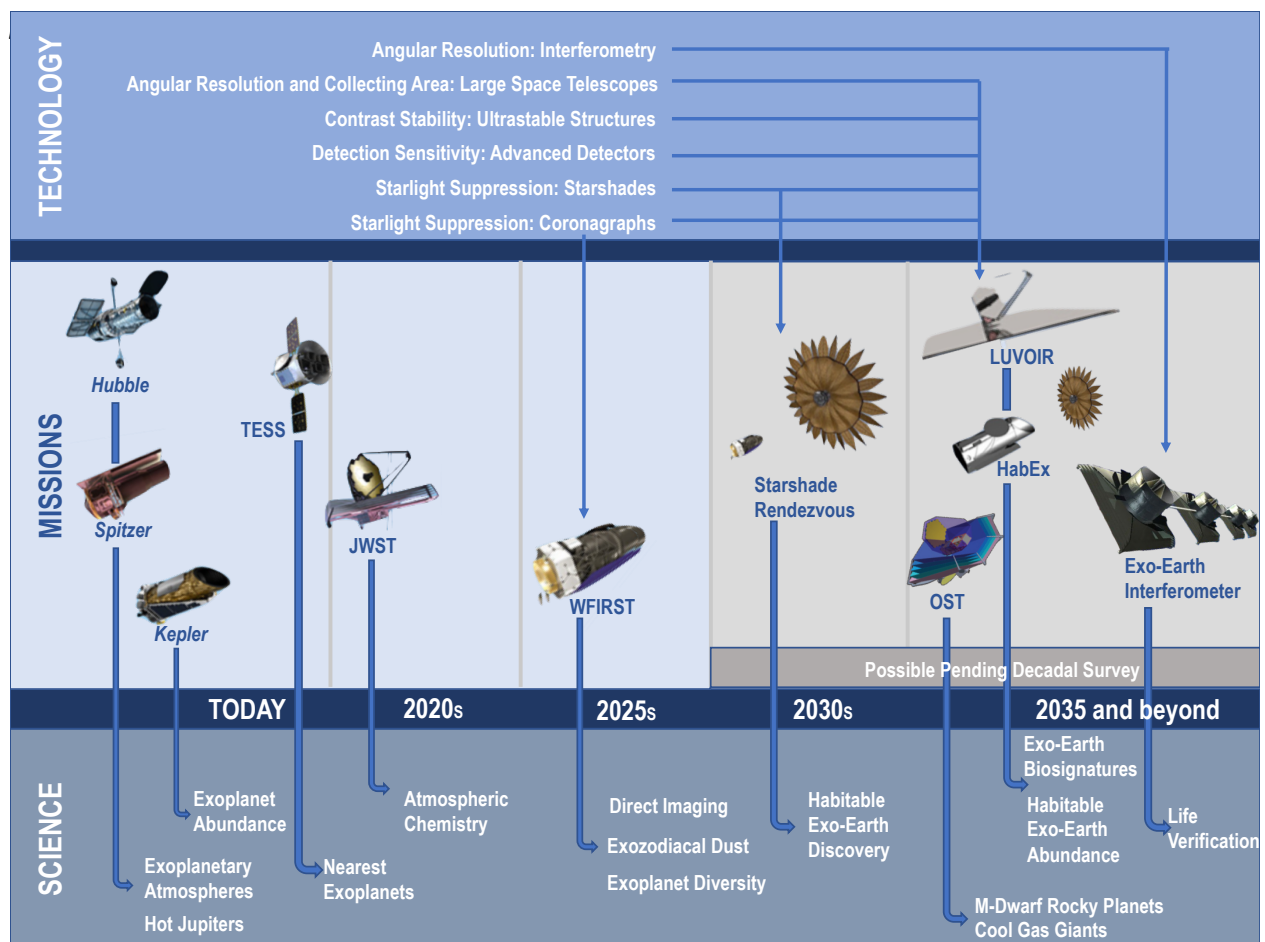 TECHNOLOGY
Angular Resolution: Interferometry
Angular Resolution and Collecting Area: Large Space Telescopes
Contrast Stability: Ultrastable Structures
Detection Sensitivity: Advanced Detectors
Starlight Suppression: Starshades
Starlight Suppression: Coronagraphs
MISSIONS
Hubble
Spitzer
Kepler
TESS
JWST
WFIRST
Starshade
Rendezvous
LUVOIR
HabEx
OST
Exo-Earth
Interferometer
Possible Pending Decadal Survey
TODAY
2020s
2025s
2030s
2035 and beyond
SCIENCE
Exoplanet
Abundance
Exoplanetary
Atmospheres
Hot Jupiters
Nearest
Exoplanets
Atmospheric
Chemistry
Direct Imaging
Exozodiacal Dust
Exoplanet Diversity
Habitable
Exo-Earth
Discovery
Exo-Earth
Biosignatures
Habitable
Exo-Earth
Abundance
M-Dwarf Rocky Planets
Cool Gas Giants
Life
Verification